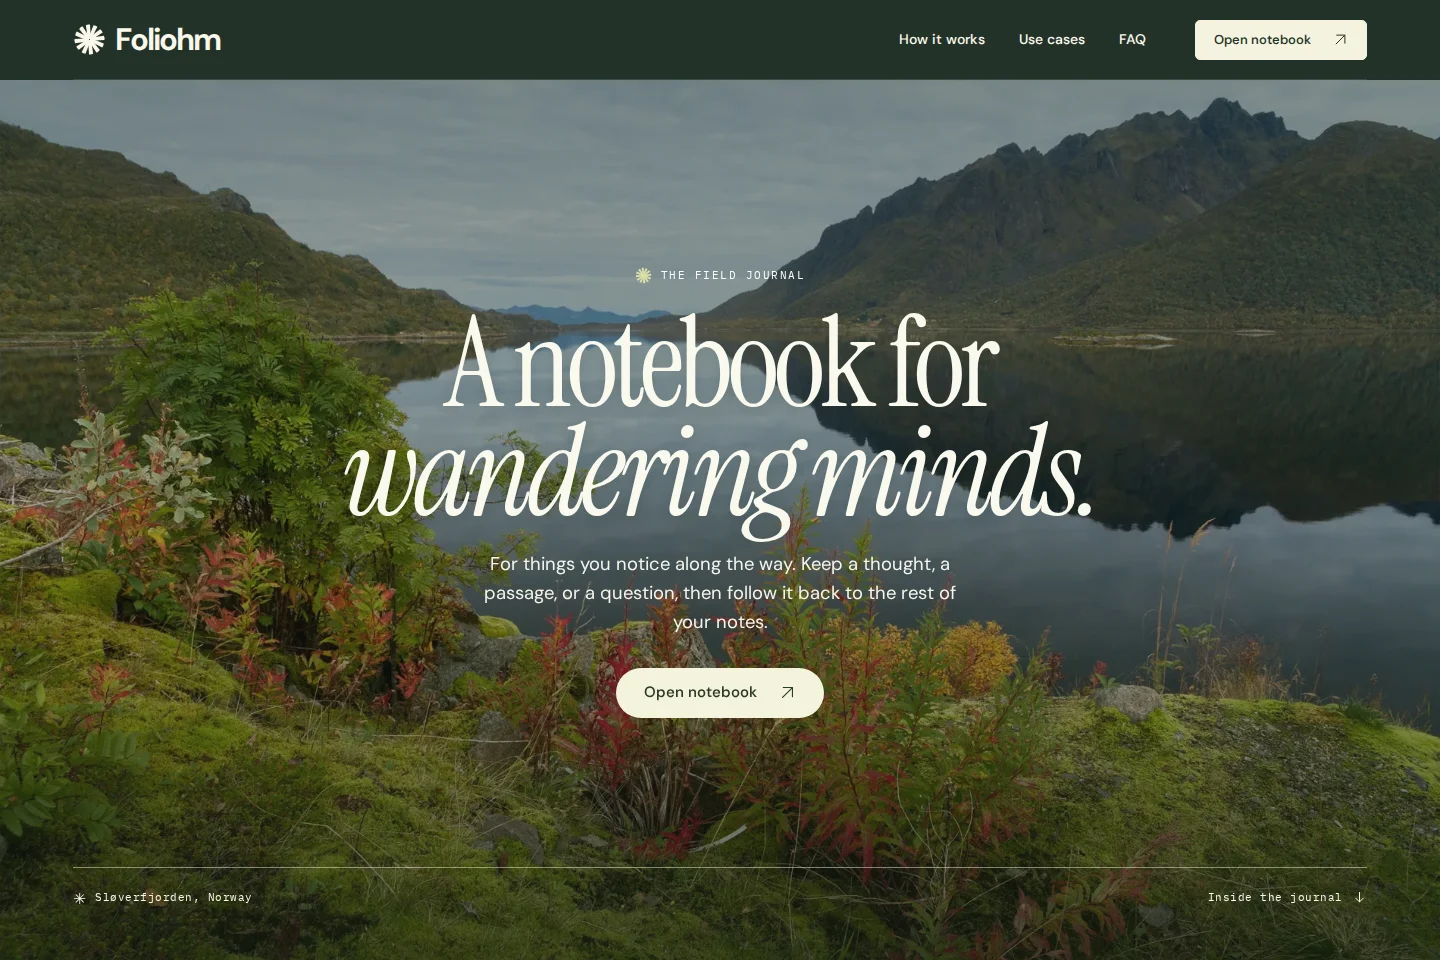 Foliohm
How it works
Use cases
FAQ
Open notebook
THE FIELD JOURNAL
A notebook for
wandering minds.
For things you notice along the way. Keep a thought, a
passage, or a question, then follow it back to the rest of
your notes.
Open notebook
Sløverfjorden, Norway
Inside the journal